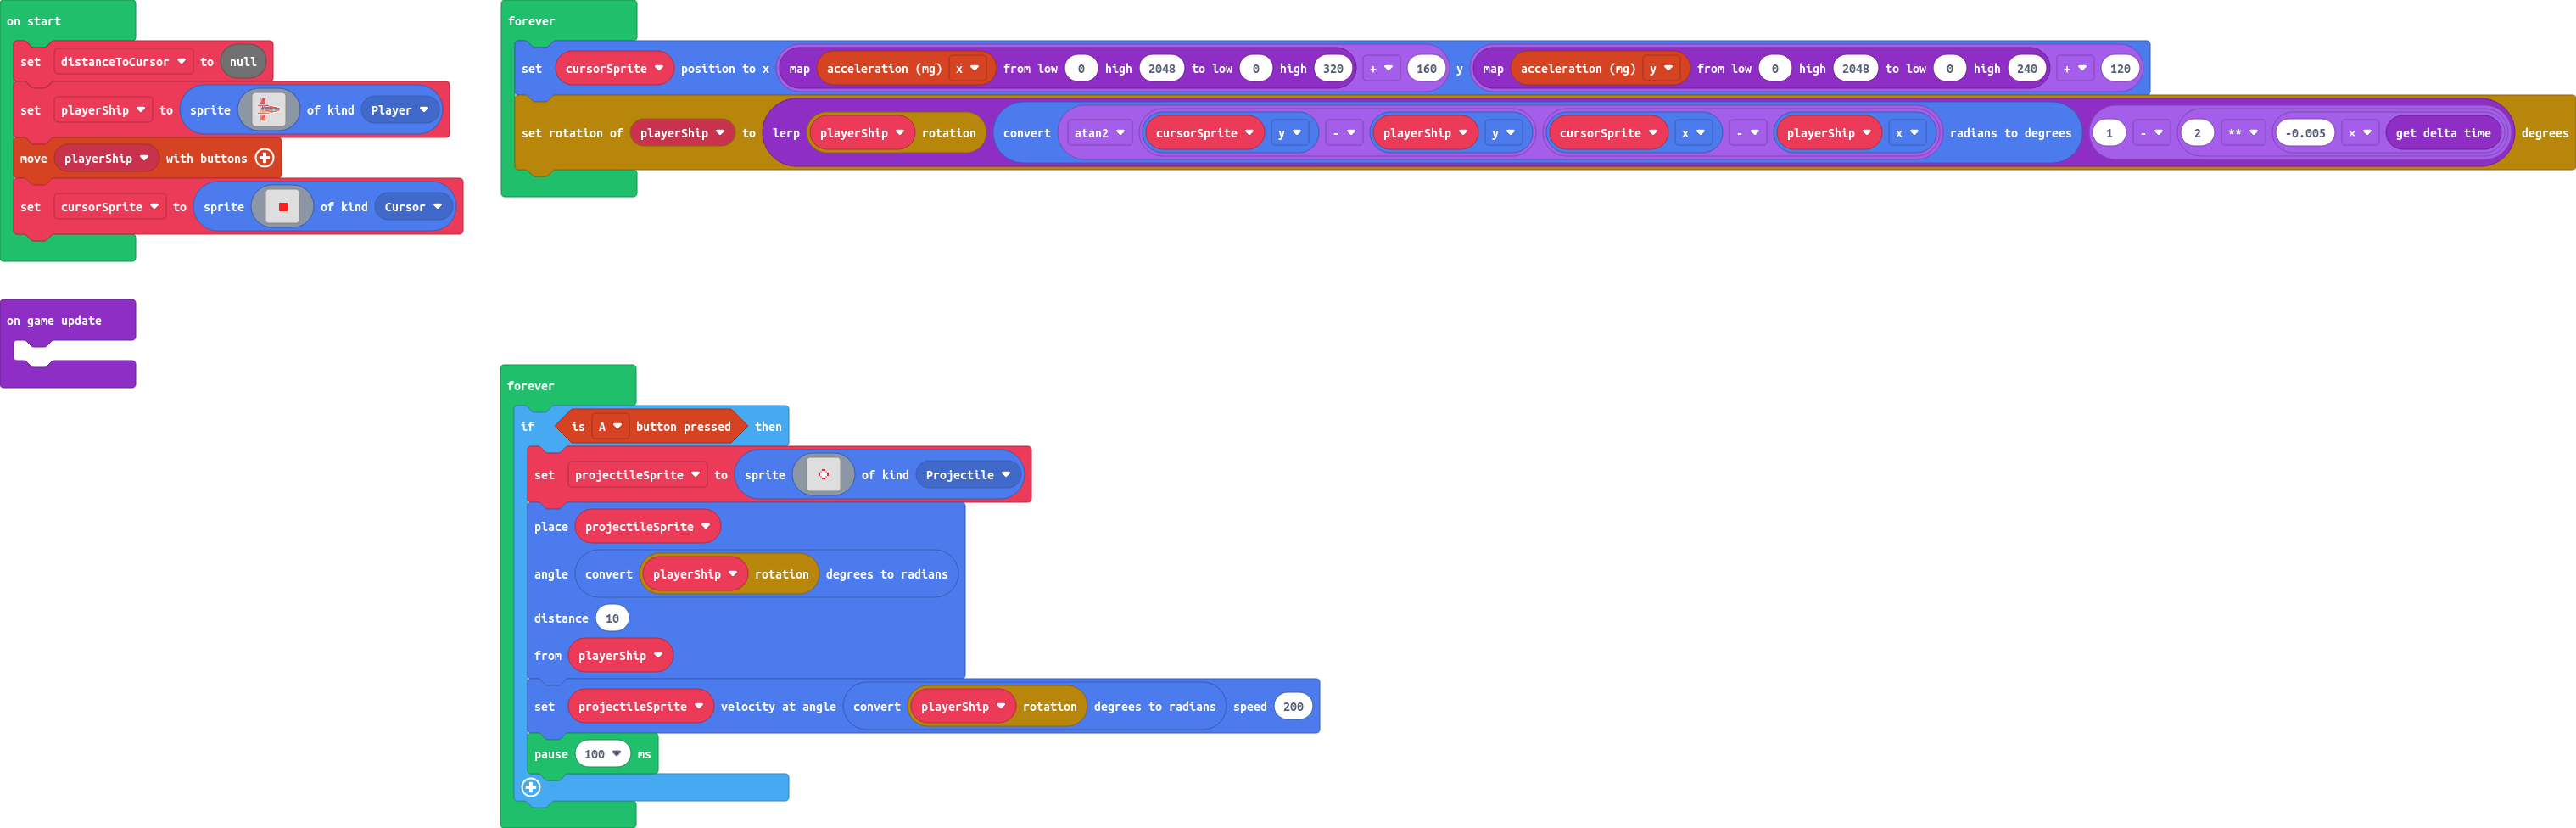 on start
set distanceToCursor to null
set playerShip to sprite of kind Player
move playerShip with buttons
set cursorSprite to sprite of kind Cursor
on game update
forever
set cursorSprite position to x map acceleration (mg) x from low 0 high 2048 to low 0 high 320 + 160 y map acceleration (mg) y from low 0 high 2048 to low 0 high 240 + 120
set rotation of playerShip to lerp playerShip rotation convert atan2 cursorSprite y - playerShip y cursorSprite x - playerShip x radians to degrees 1 - 2 ** -0.005 × get delta time degrees
forever
if is A button pressed then
set projectileSprite to sprite of kind Projectile
place projectileSprite
angle convert playerShip rotation degrees to radians
distance 10
from playerShip
set projectileSprite velocity at angle convert playerShip rotation degrees to radians speed 200
pause 100 ms